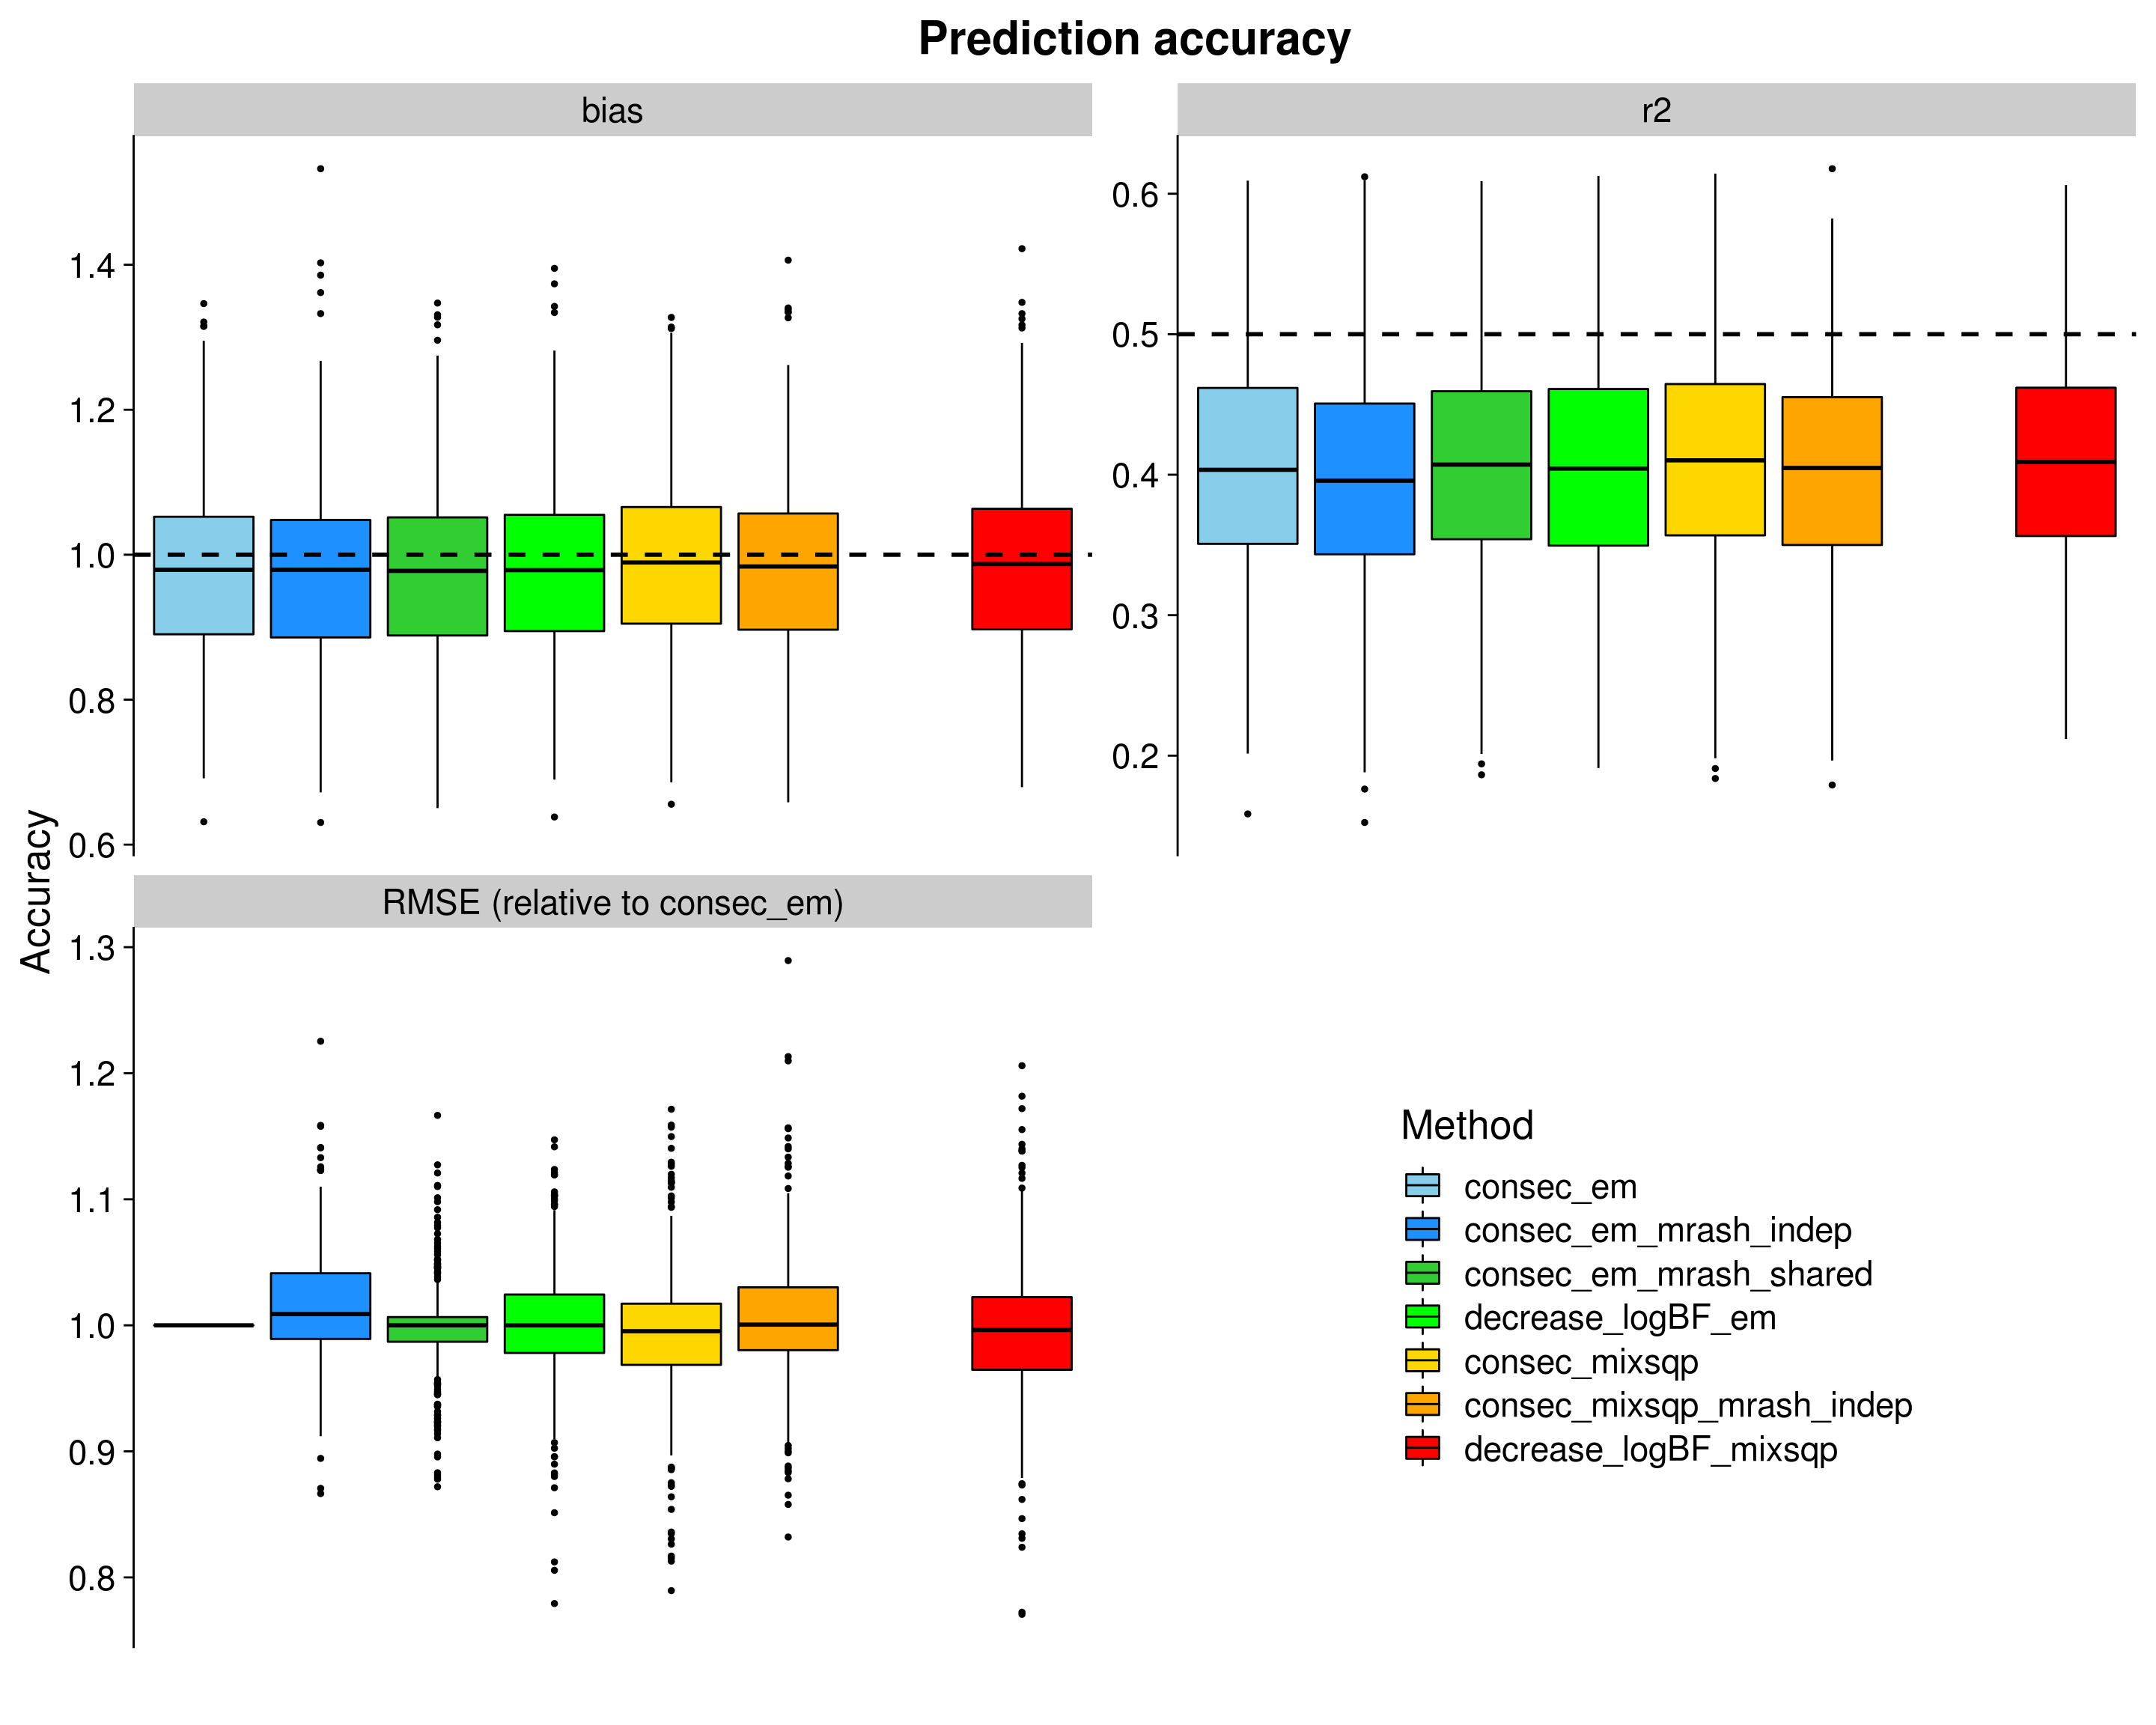 Prediction accuracy
bias
r2
1.4
1.2
1.0
0.8
0.6
0.6
0.5
0.4
0.3
0.2
Accuracy
RMSE (relative to consec_em)
1.3
1.2
1.1
1.0
0.9
0.8
Method
consec_em
consec_em_mrash_indep
consec_em_mrash_shared
decrease_logBF_em
consec_mixsqp
consec_mixsqp_mrash_indep
decrease_logBF_mixsqp